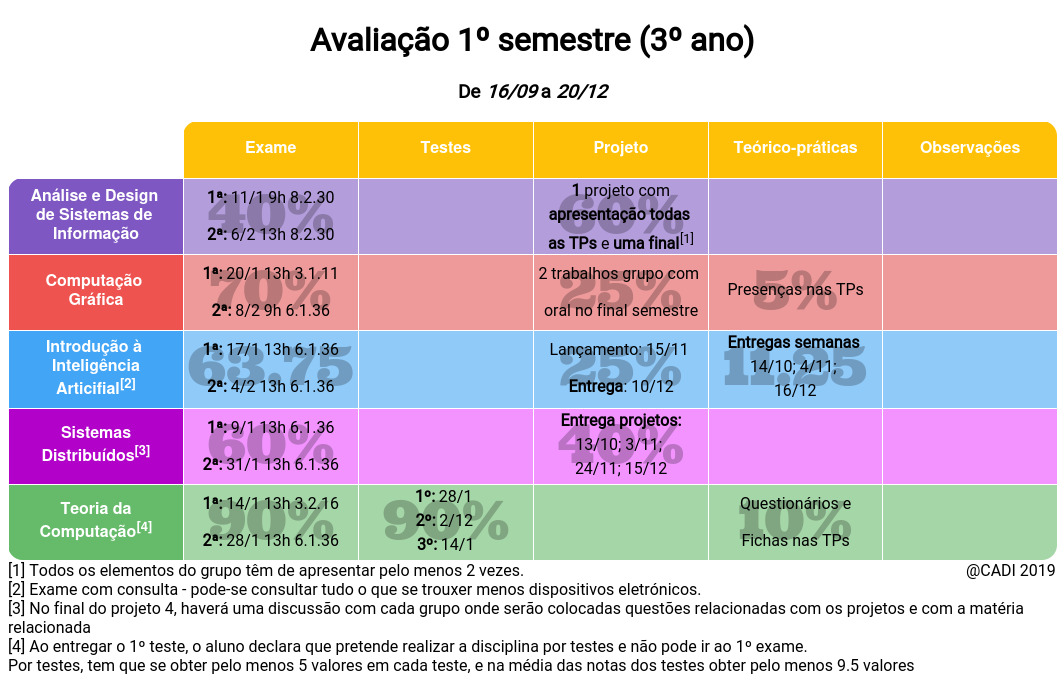 Avaliação 1º semestre (3º ano)
De 16/09 a 20/12
Exame Testes Projeto Teórico-práticas Observações
Análise e Design
de Sistemas de
Informação
40%
1ª: 11/1 9h 8.2.30
2ª: 6/2 13h 8.2.30
60%
1 projeto com
apresentação todas
as TPs e uma final[1]
Computação
Gráfica
70%
1ª: 20/1 13h 3.1.11
2ª: 8/2 9h 6.1.36
25%
2 trabalhos grupo com
oral no final semestre
5%
Presenças nas TPs
Introdução à
Inteligência
Articifial[2]
63.75
1ª: 17/1 13h 6.1.36
2ª: 4/2 13h 6.1.36
25%
Lançamento: 15/11
Entrega: 10/12
11.25
Entregas semanas
14/10; 4/11;
16/12
Sistemas
Distribuídos[3]
60%
1ª: 9/1 13h 6.1.36
2ª: 31/1 13h 6.1.36
40%
Entrega projetos:
13/10; 3/11;
24/11; 15/12
Teoria da
Computação[4]
90%
1ª: 14/1 13h 3.2.16
2ª: 28/1 13h 6.1.36
90%
1º: 28/1
2º: 2/12
3º: 14/1
10%
Questionários e
Fichas nas TPs
[1] Todos os elementos do grupo têm de apresentar pelo menos 2 vezes.
@CADI 2019
[2] Exame com consulta - pode-se consultar tudo o que se trouxer menos dispositivos eletrónicos.
[3] No final do projeto 4, haverá uma discussão com cada grupo onde serão colocadas questões relacionadas com os projetos e com a matéria
relacionada
[4] Ao entregar o 1º teste, o aluno declara que pretende realizar a disciplina por testes e não pode ir ao 1º exame.
Por testes, tem que se obter pelo menos 5 valores em cada teste, e na média das notas dos testes obter pelo menos 9.5 valores